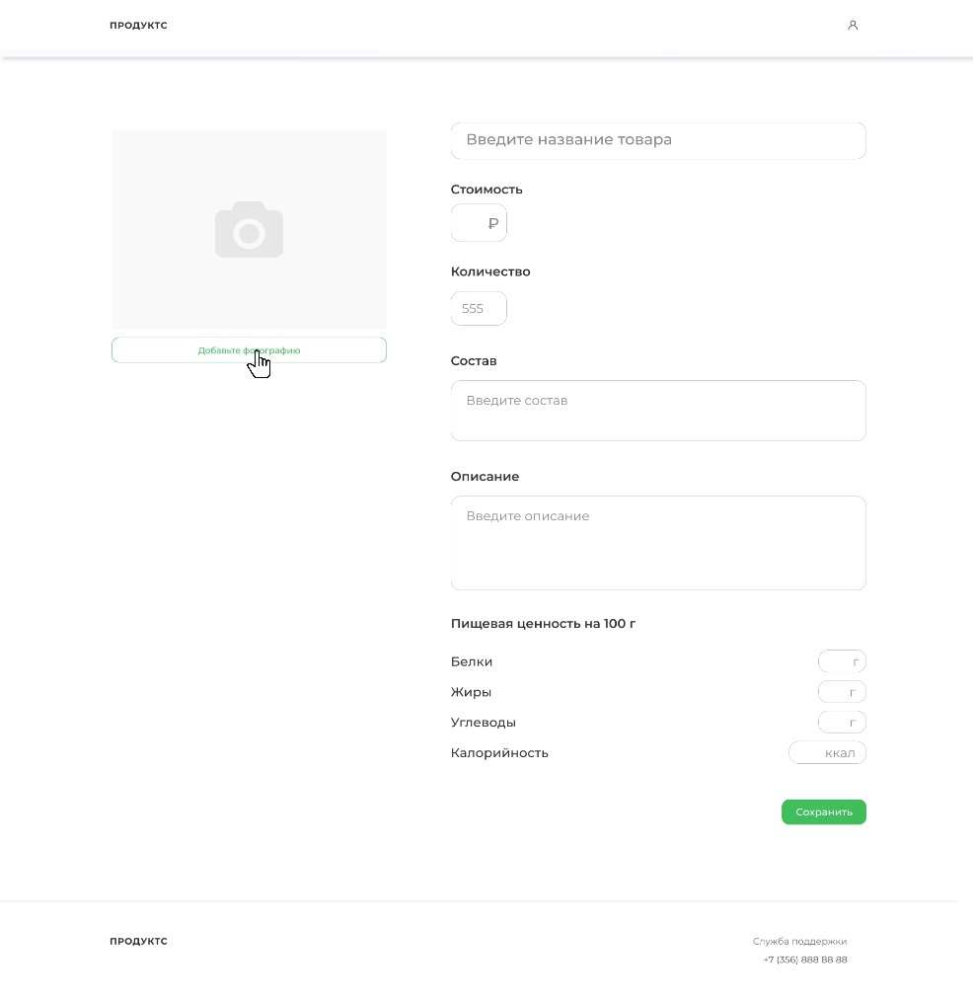 ПРОДУКТС
Введите название товара
Стоимость
₽
Количество
555
Добавьте фотографию
Состав
Введите состав
Описание
Введите описание
Пищевая ценность на 100 г
Белки г
Жиры г
Углеводы г
Калорийность ккал
Сохранить
ПРОДУКТС
Служба поддержки
+7 (356) 888 88 88